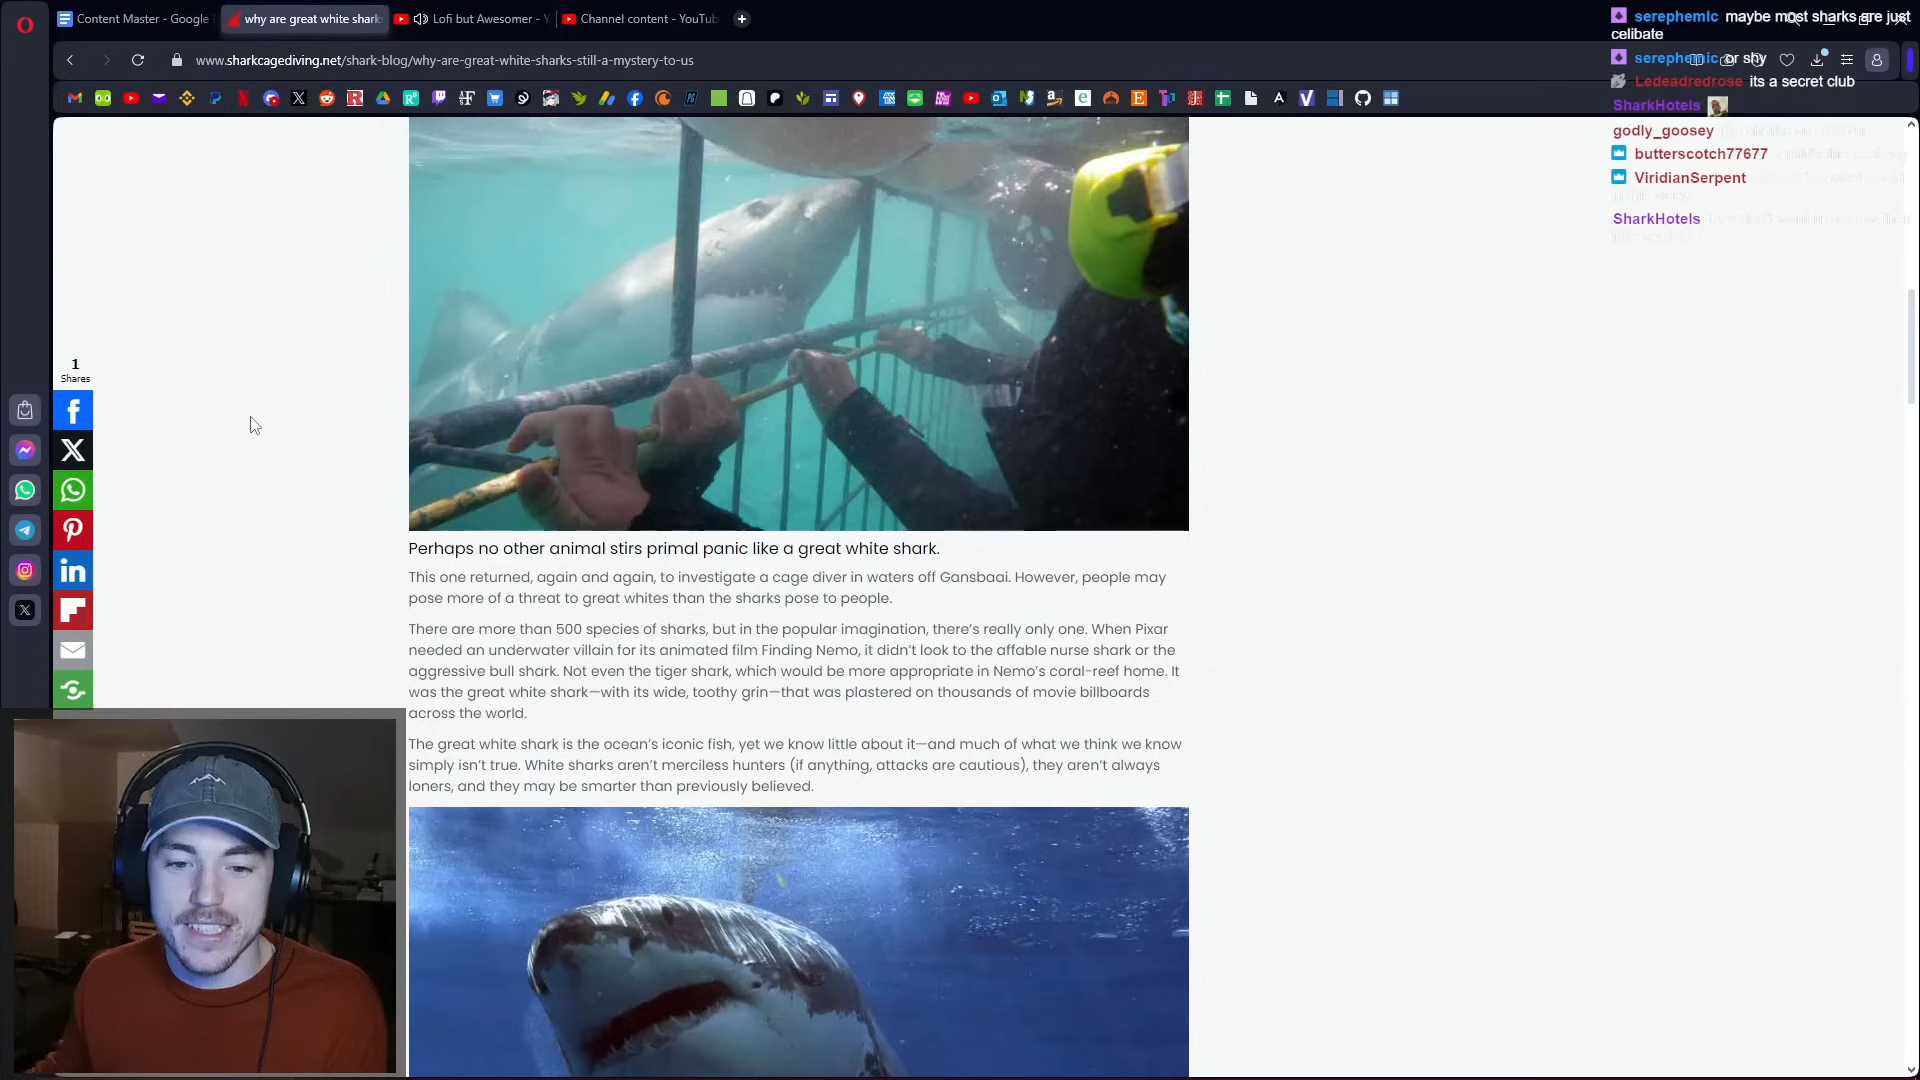 Content Master - Google
why are great white shark
Lofi but Awesomer - Y
Channel content - YouTub
www.sharkcagediving.net/shark-blog/why-are-great-white-sharks-still-a-mystery-to-us
serephemic maybe most sharks are just
celibate
serephemic or shy
Ledeadredrose its a secret club
SharkHotels
godly_goosey
butterscotch77677
ViridianSerpent
SharkHotels
1
Shares
Perhaps no other animal stirs primal panic like a great white shark.
This one returned, again and again, to investigate a cage diver in waters off Gansbaai. However, people may
pose more of a threat to great whites than the sharks pose to people.
There are more than 500 species of sharks, but in the popular imagination, there's really only one. When Pixar
needed an underwater villain for its animated film Finding Nemo, it didn't look to the affable nurse shark or the
aggressive bull shark. Not even the tiger shark, which would be more appropriate in Nemo's coral-reef home. It
was the great white shark—with its wide, toothy grin—that was plastered on thousands of movie billboards
across the world.
The great white shark is the ocean's iconic fish, yet we know little about it—and much of what we think we know
simply isn't true. White sharks aren't merciless hunters (if anything, attacks are cautious), they aren't always
loners, and they may be smarter than previously believed.